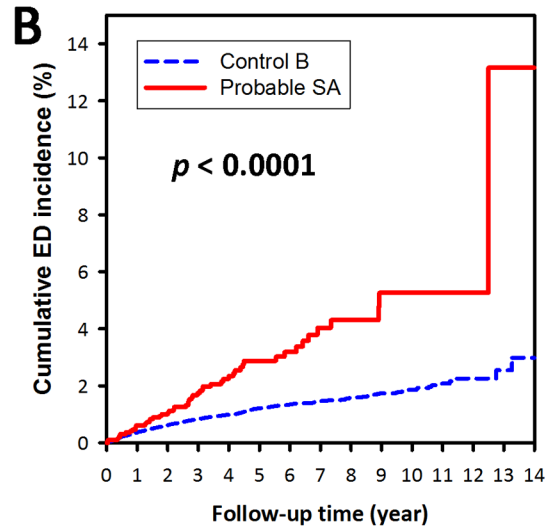 B
Control B
Probable SA
p < 0.0001
Cumulative ED incidence (%)
14
12
10
8
6
4
2
0
0 1 2 3 4 5 6 7 8 9 10 11 12 13 14
Follow-up time (year)